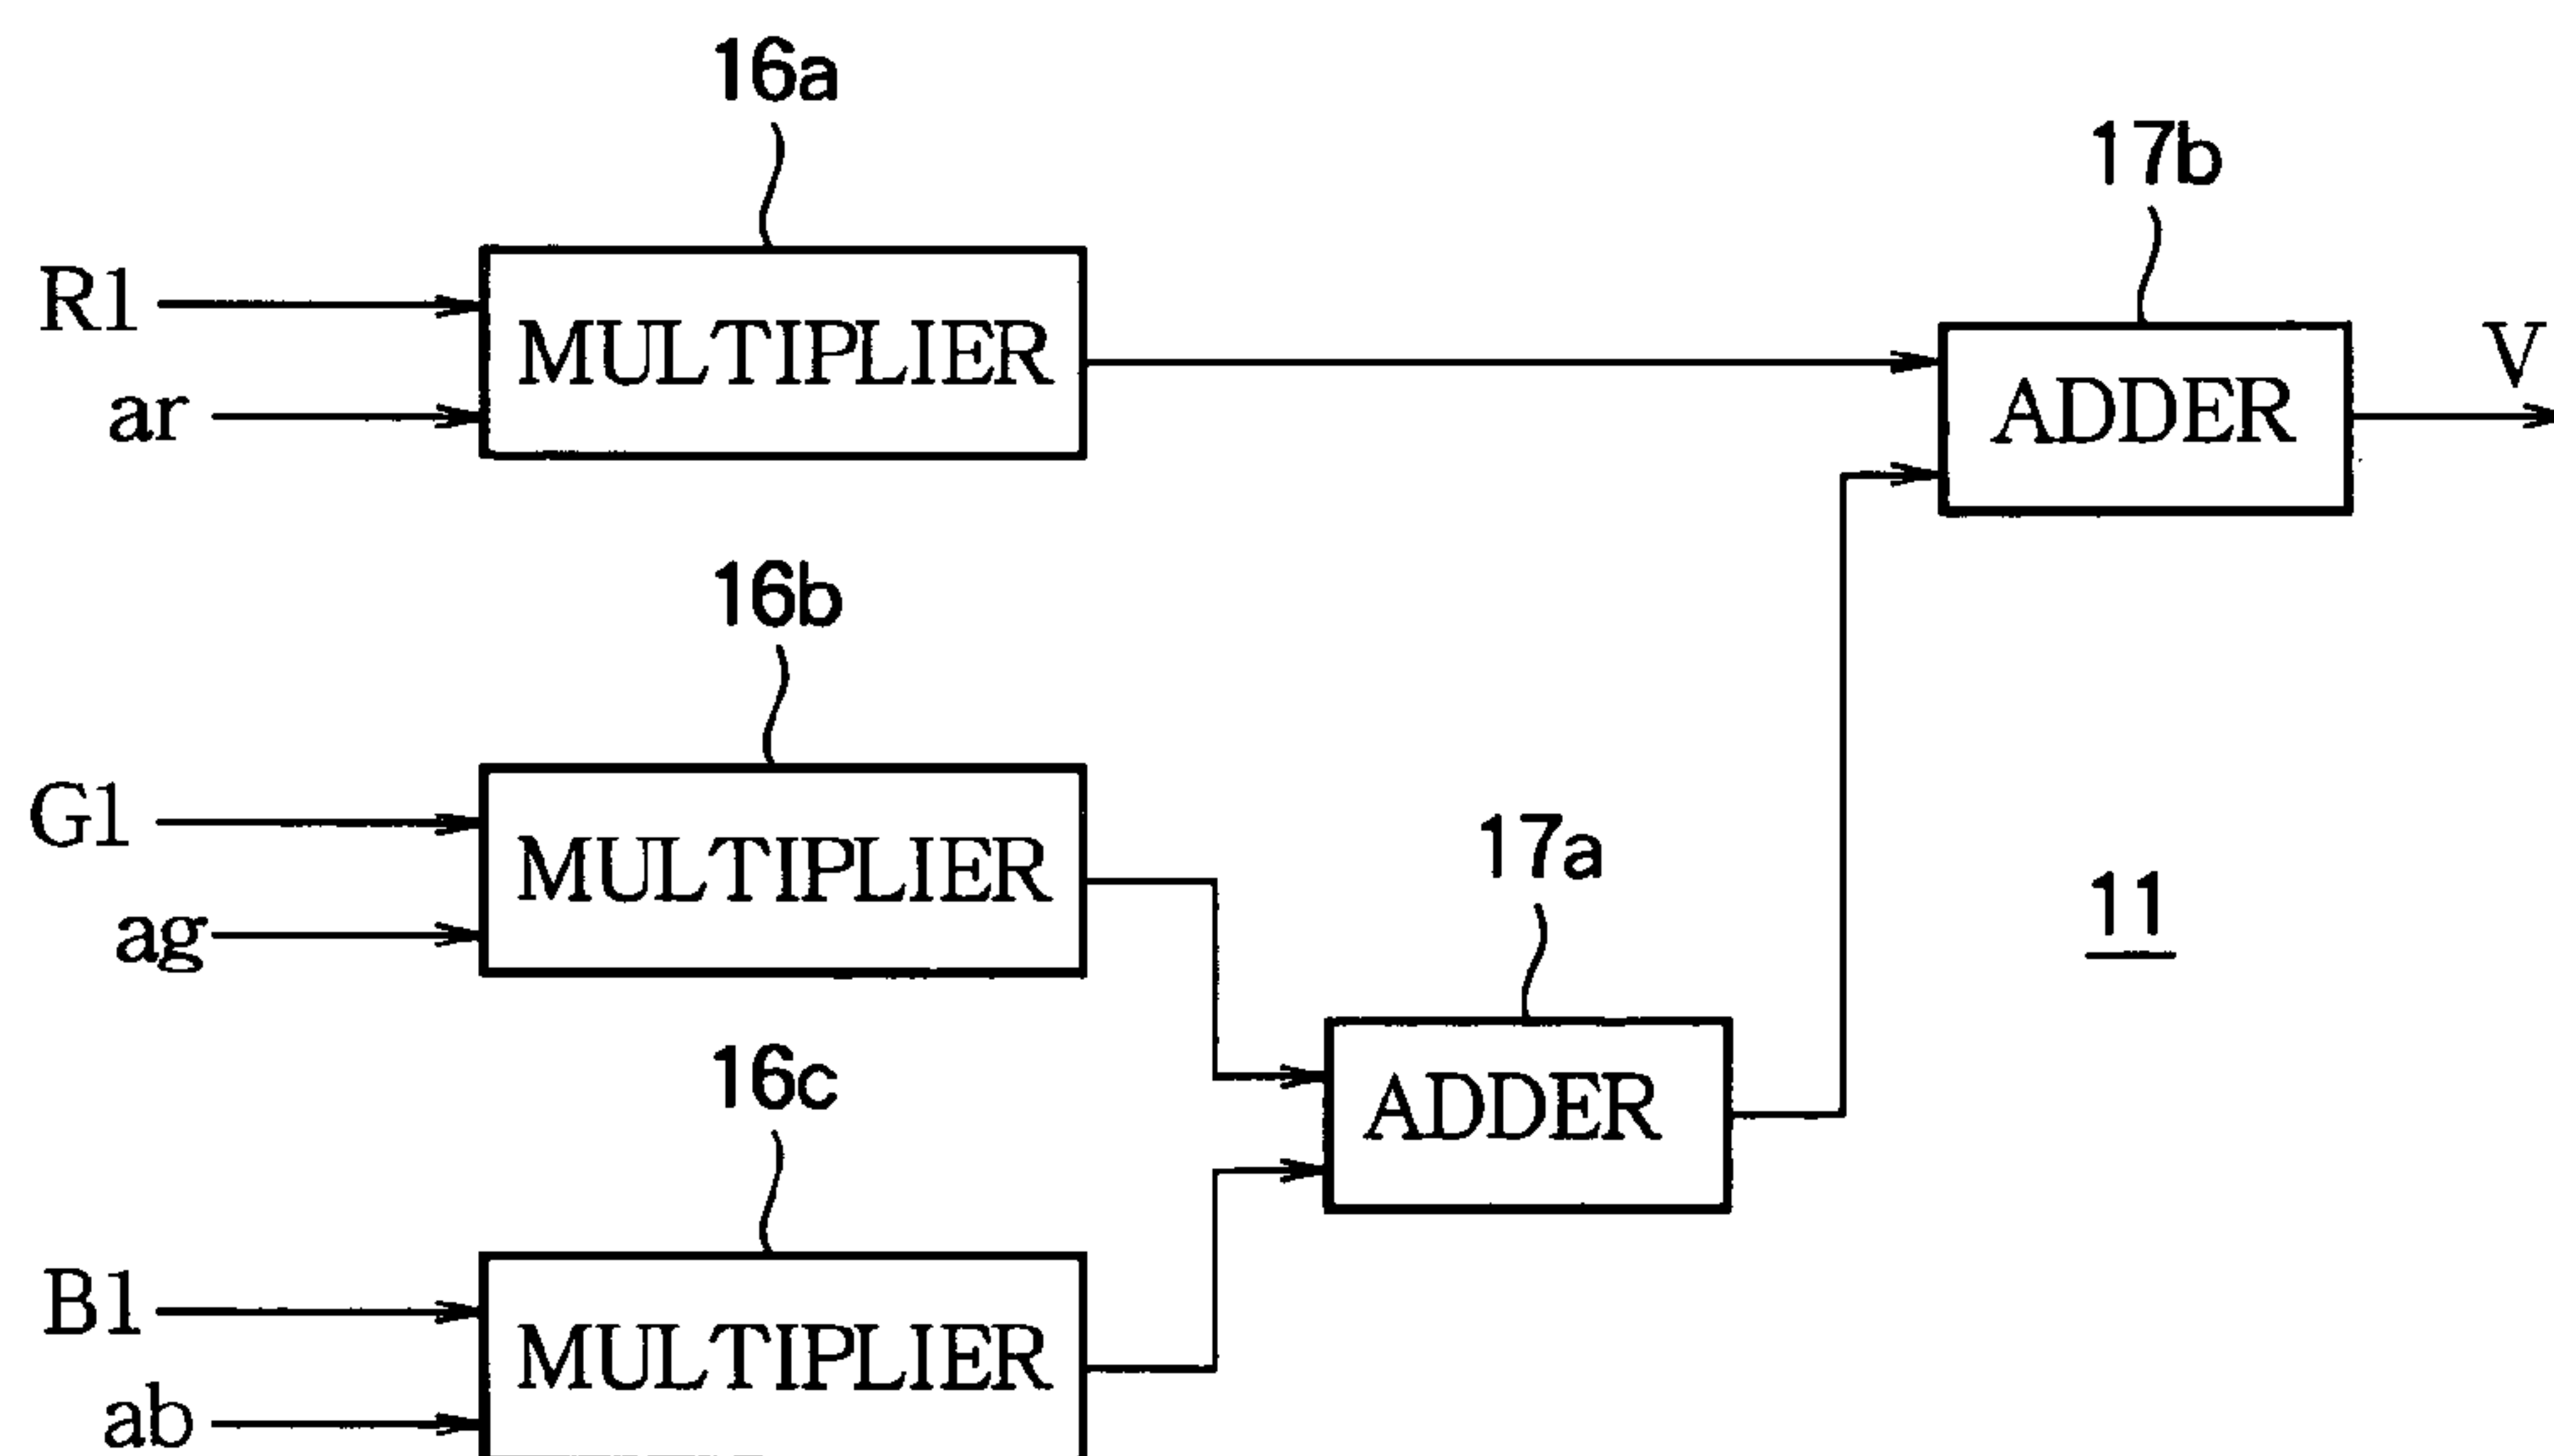 16a
17b
R1
MULTIPLIER
V
ar
ADDER
16b
G1
MULTIPLIER
17a
11
ag
16c
ADDER
B1
MULTIPLIER
ab